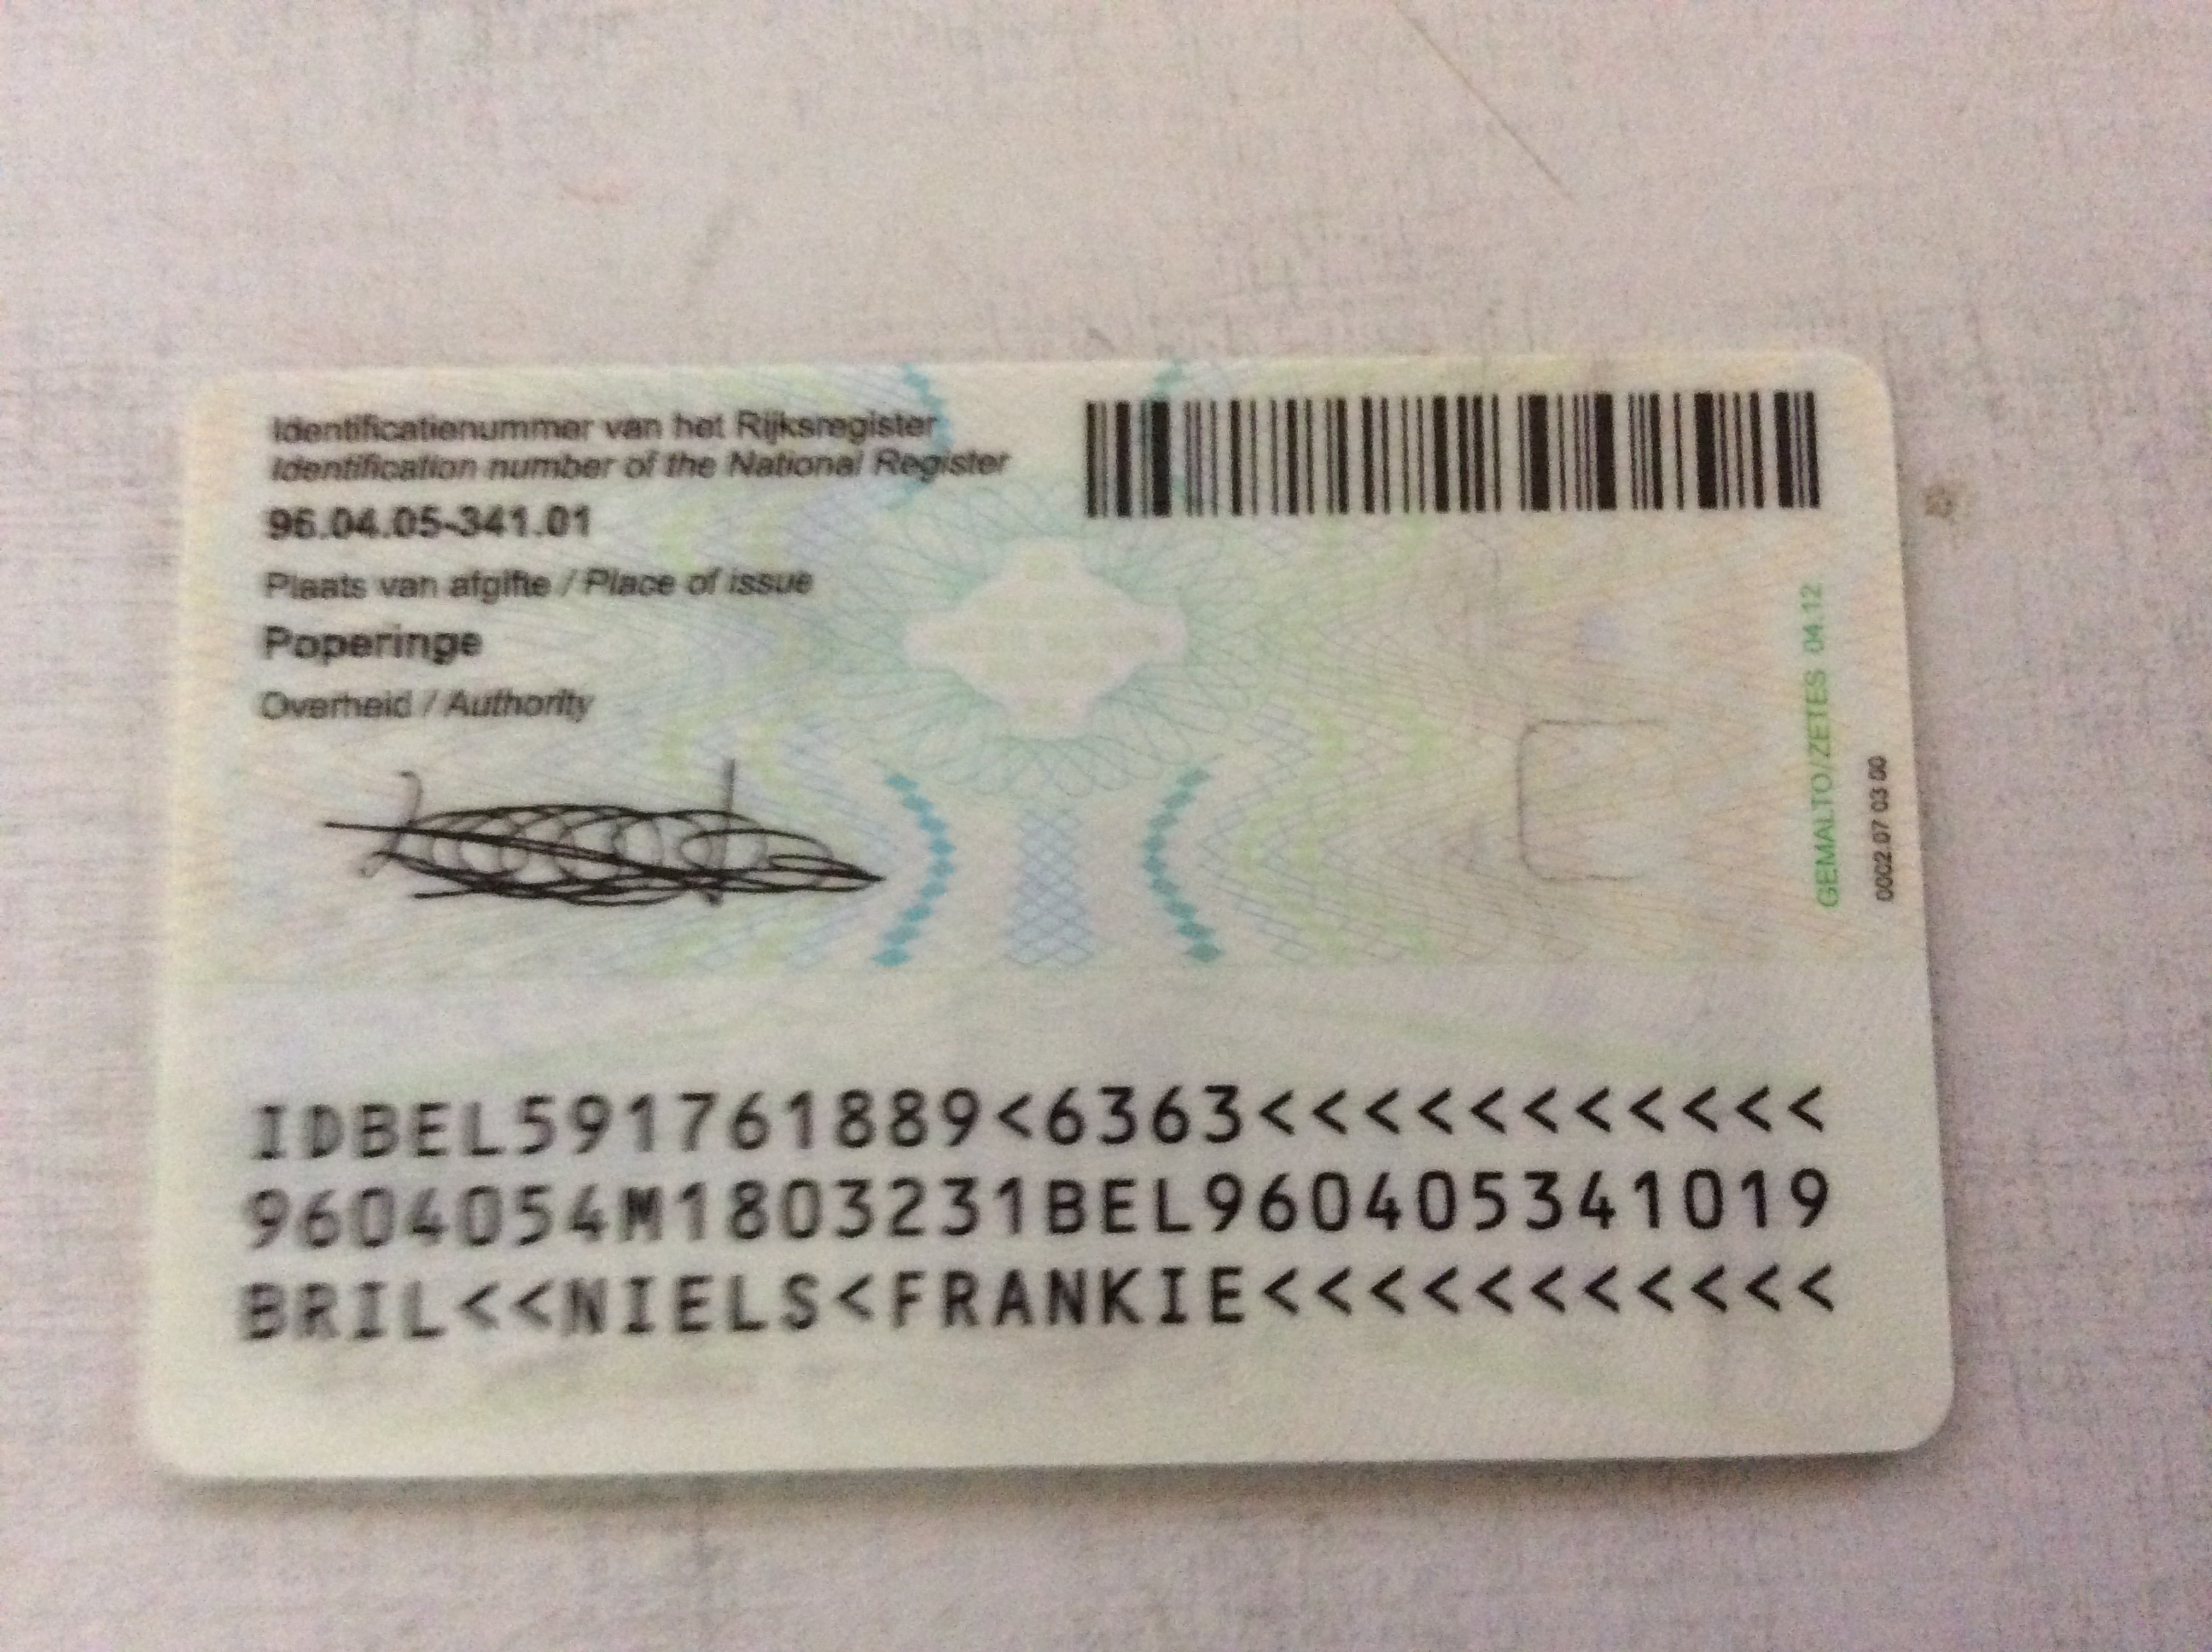 Identificatienummer van het Rijksregister
Identification number of the National Register
96.04.05-341.01
Plaats van afgifte / Place of issue
Poperinge
Overheid / Authority
GEMALTO/ZETES 04.12
0002 07 03 00
IDBEL591761889<6363<<<<<<<<<<<
9604054M1803231BEL960405341019
BRIL<<NIELS<FRANKIE<<<<<<<<<<<